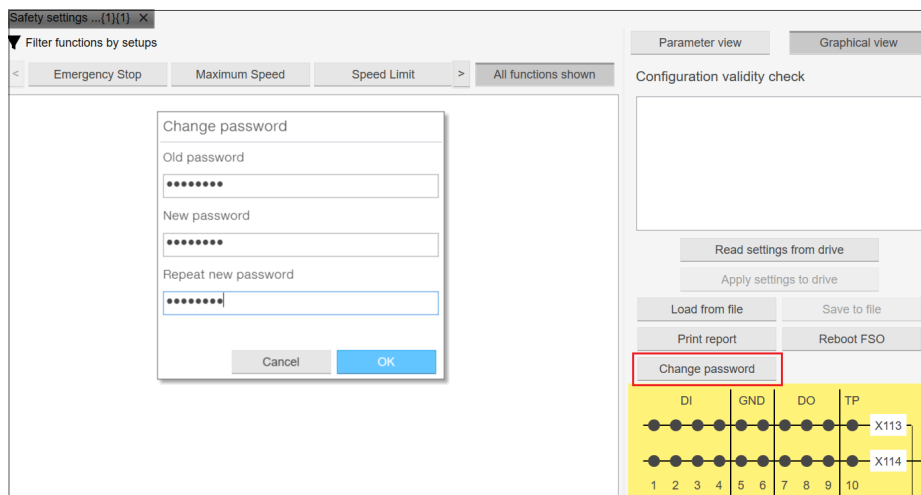 Safety settings ...{1}{1} ×
Filter functions by setups
< Emergency Stop Maximum Speed Speed Limit > All functions shown
Change password
Old password
••••••••
New password
••••••••
Repeat new password
••••••••
Cancel OK
Parameter view Graphical view
Configuration validity check
Read settings from drive
Apply settings to drive
Load from file Save to file
Print report Reboot FSO
Change password
DI GND DO TP
X113
X114
1 2 3 4 5 6 7 8 9 10